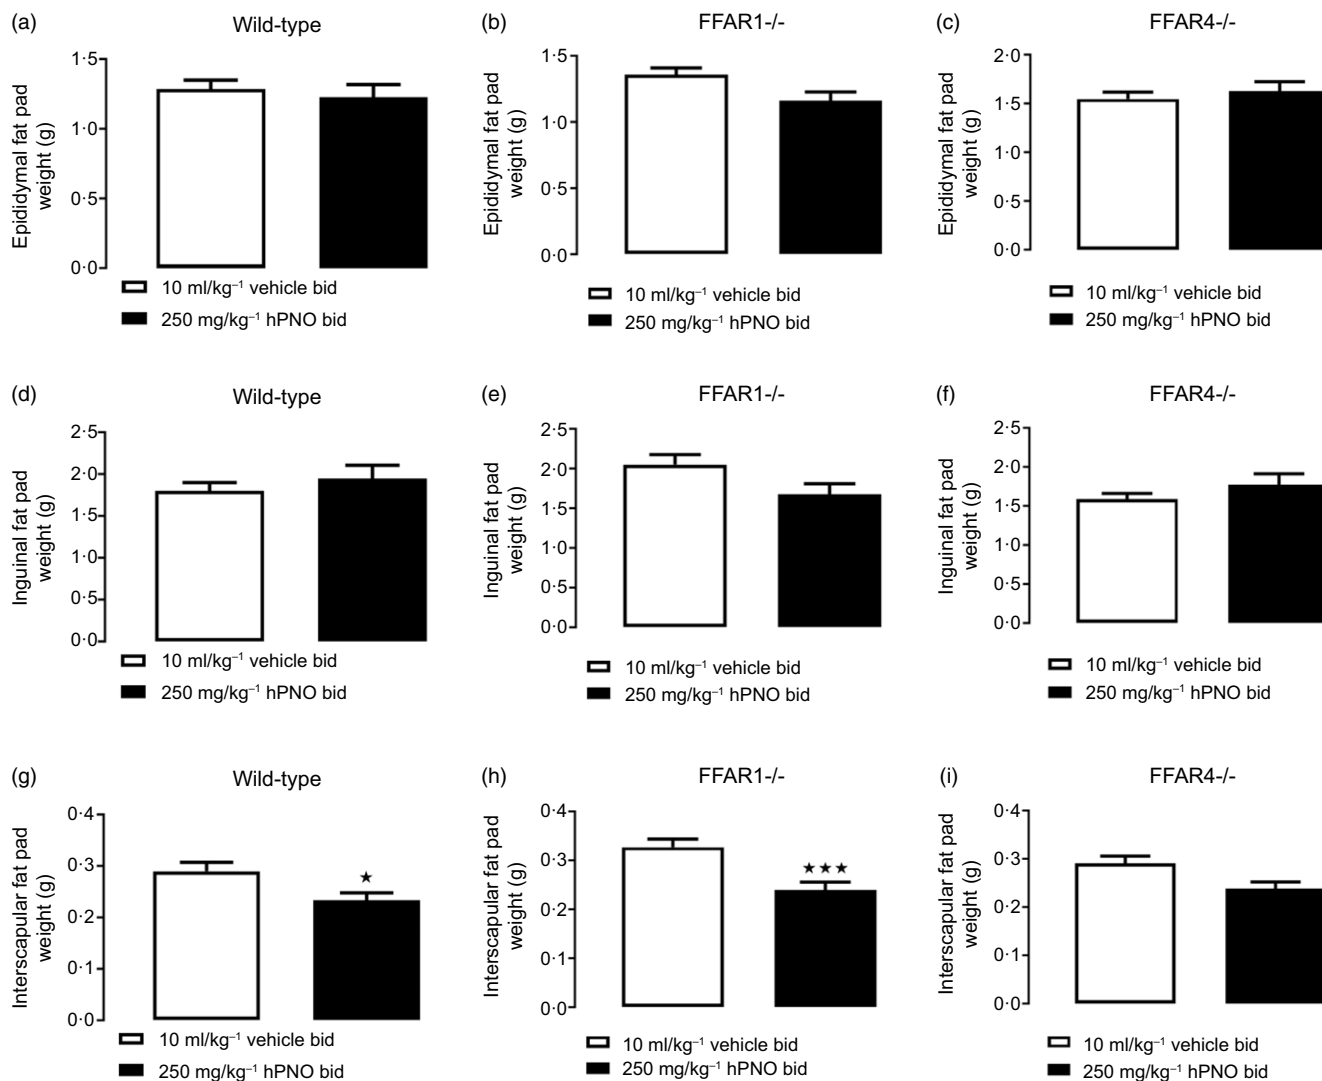 (a)
Wild-type
Epididymal fat pad
weight (g)
1·5
1·0
0·5
0·0
10 ml/kg⁻¹ vehicle bid
250 mg/kg⁻¹ hPNO bid
(b)
FFAR1-/-
Epididymal fat pad
weight (g)
1·5
1·0
0·5
0·0
10 ml/kg⁻¹ vehicle bid
250 mg/kg⁻¹ hPNO bid
(c)
FFAR4-/-
Epididymal fat pad
weight (g)
2·0
1·5
1·0
0·5
0·0
10 ml/kg⁻¹ vehicle bid
250 mg/kg⁻¹ hPNO bid
(d)
Wild-type
Inguinal fat pad
weight (g)
2·5
2·0
1·5
1·0
0·5
0·0
10 ml/kg⁻¹ vehicle bid
250 mg/kg⁻¹ hPNO bid
(e)
FFAR1-/-
Inguinal fat pad
weight (g)
2·5
2·0
1·5
1·0
0·5
0·0
10 ml/kg⁻¹ vehicle bid
250 mg/kg⁻¹ hPNO bid
(f)
FFAR4-/-
Inguinal fat pad
weight (g)
2·5
2·0
1·5
1·0
0·5
0·0
10 ml/kg⁻¹ vehicle bid
250 mg/kg⁻¹ hPNO bid
(g)
Wild-type
Interscapular fat pad
weight (g)
0·4
0·3
0·2
0·1
0·0
★
10 ml/kg⁻¹ vehicle bid
250 mg/kg⁻¹ hPNO bid
(h)
FFAR1-/-
Interscapular fat pad
weight (g)
0·4
0·3
0·2
0·1
0·0
★★★
10 ml/kg⁻¹ vehicle bid
250 mg/kg⁻¹ hPNO bid
(i)
FFAR4-/-
Interscapular fat pad
weight (g)
0·4
0·3
0·2
0·1
0·0
10 ml/kg⁻¹ vehicle bid
250 mg/kg⁻¹ hPNO bid